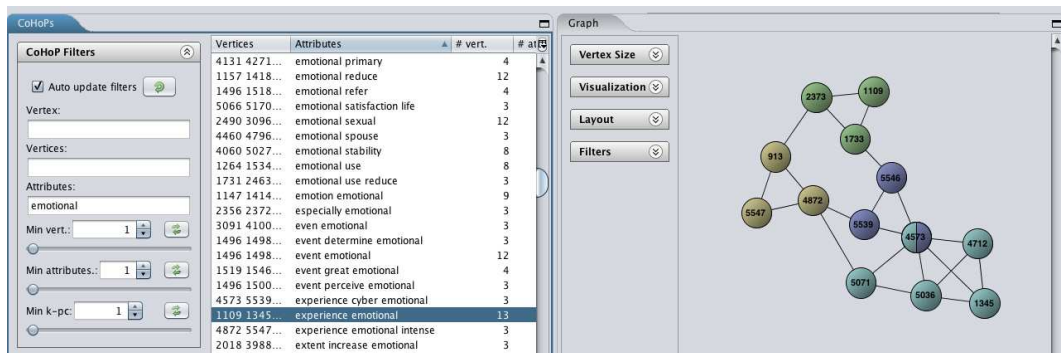 CoHoPs
CoHoP Filters
Auto update filters
Vertex:
Vertices:
Attributes:
emotional
Min vert.: 1
Min attributes.: 1
Min k-pc: 1
Vertices Attributes # vert. # att
4131 4271... emotional primary 4
1157 1418... emotional reduce 12
1496 1518... emotional refer 4
5066 5170... emotional satisfaction life 3
2490 3096... emotional sexual 12
4460 4796... emotional spouse 3
4060 5027... emotional stability 8
1264 1534... emotional use 8
1731 2463... emotional use reduce 3
1147 1414... emotion emotional 9
2356 2372... especially emotional 3
3091 4100... even emotional 3
1496 1498... event determine emotional 3
1496 1498... event emotional 12
1519 1546... event great emotional 4
1496 1500... event perceive emotional 3
4573 5539... experience cyber emotional 3
1109 1345... experience emotional 13
4872 5547... experience emotional intense 3
2018 3988... extent increase emotional 3
Graph
Vertex Size
Visualization
Layout
Filters
2373
1109
1733
913
5546
4872
5547
5539
4573
4712
5071
5036
1345